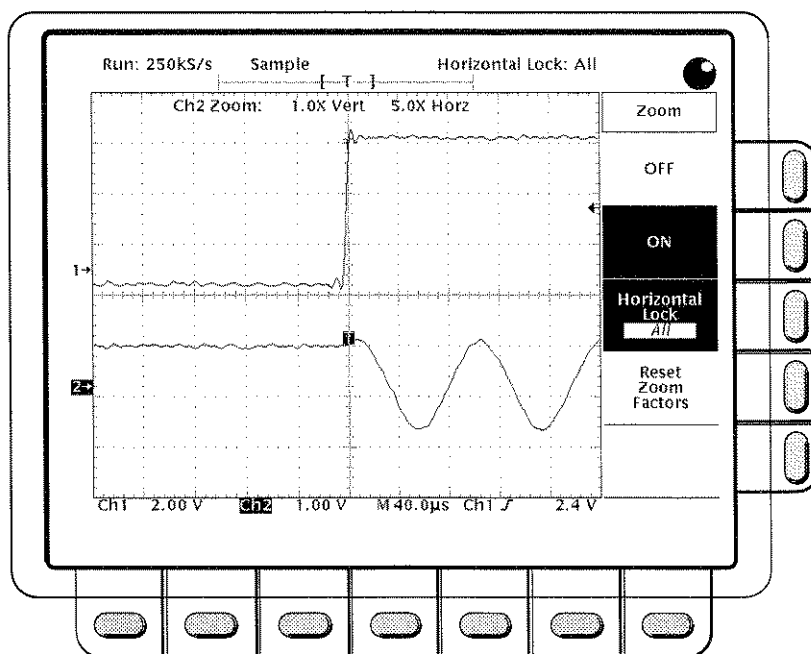 Run: 250kS/s Sample Horizontal Lock: All
[ T ]
Ch2 Zoom: 1.0X Vert 5.0X Horz
Zoom
OFF
ON
1→
Horizontal
Lock
All
T
Reset
Zoom
Factors
2→
Ch1 2.00 V Ch2 1.00 V M 40.0µs Ch1 ƒ 2.4 V